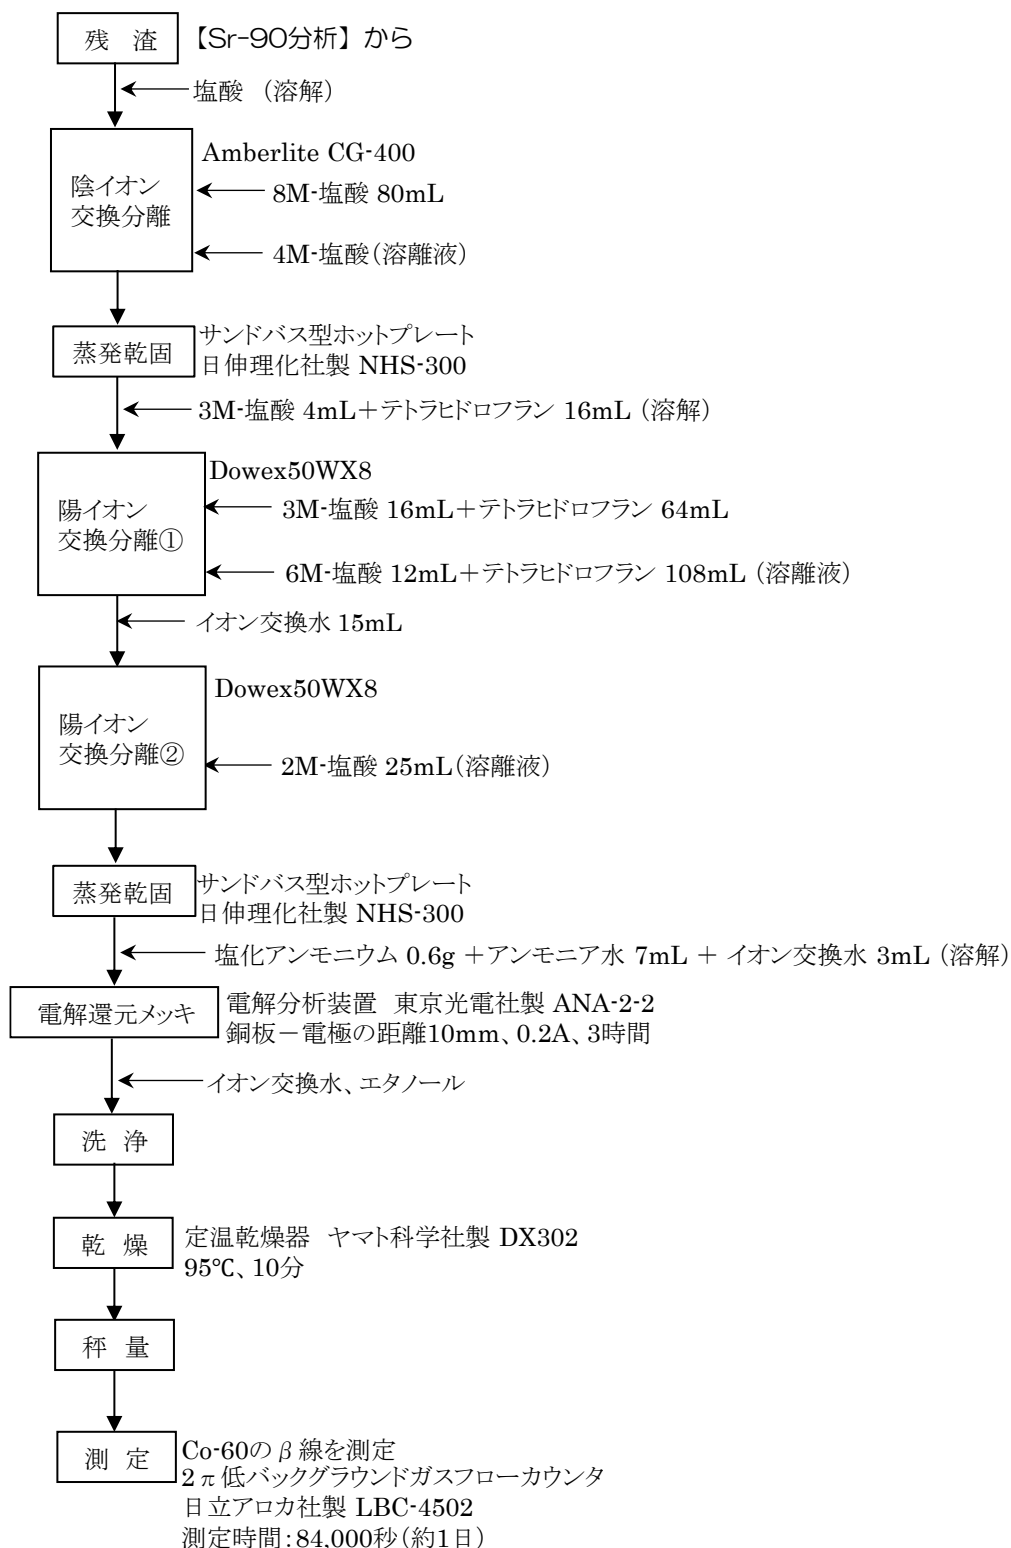 残 渣 【Sr-90分析】から
塩酸 (溶解)
Amberlite CG-400
陰イオン
交換分離
8M-塩酸 80mL
4M-塩酸(溶離液)
蒸発乾固
サンドバス型ホットプレート
日伸理化社製 NHS-300
3M-塩酸 4mL+テトラヒドロフラン 16mL (溶解)
Dowex50WX8
陽イオン
交換分離①
3M-塩酸 16mL+テトラヒドロフラン 64mL
6M-塩酸 12mL+テトラヒドロフラン 108mL (溶離液)
イオン交換水 15mL
Dowex50WX8
陽イオン
交換分離②
2M-塩酸 25mL(溶離液)
蒸発乾固
サンドバス型ホットプレート
日伸理化社製 NHS-300
塩化アンモニウム 0.6g +アンモニア水 7mL + イオン交換水 3mL (溶解)
電解還元メッキ
電解分析装置 東京光電社製 ANA-2-2
銅板-電極の距離10mm、0.2A、3時間
イオン交換水、エタノール
洗 浄
乾 燥
定温乾燥器 ヤマト科学社製 DX302
95℃、10分
秤 量
測 定
Co-60のβ線を測定
2π低バックグラウンドガスフローカウンタ
日立アロカ社製 LBC-4502
測定時間:84,000秒(約1日)